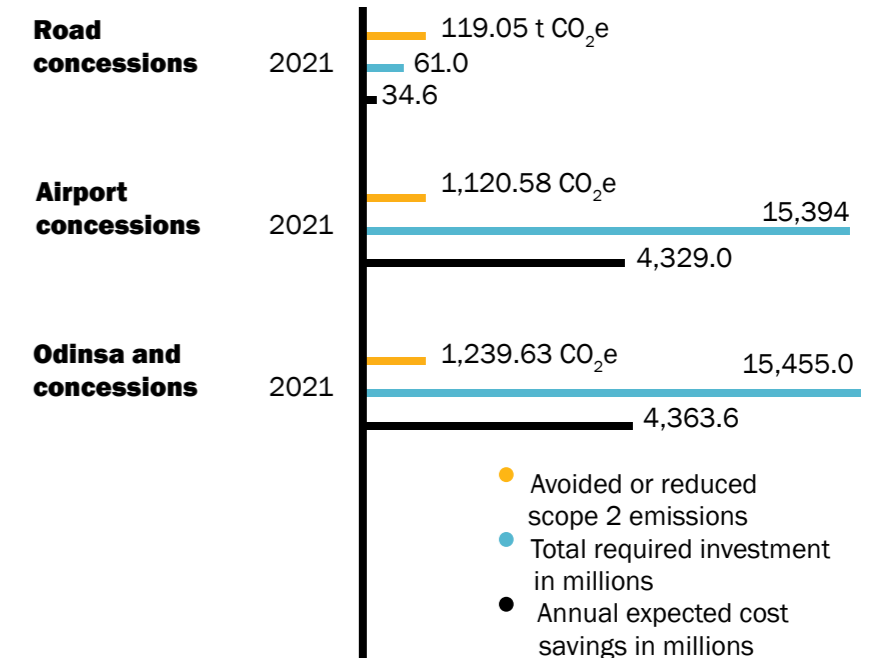 Road
concessions
2021
119.05 t CO₂e
61.0
34.6
Airport
concessions
2021
1,120.58 CO₂e
15,394
4,329.0
Odinsa and
concessions
2021
1,239.63 CO₂e
15,455.0
4,363.6
Avoided or reduced
scope 2 emissions
Total required investment
in millions
Annual expected cost
savings in millions